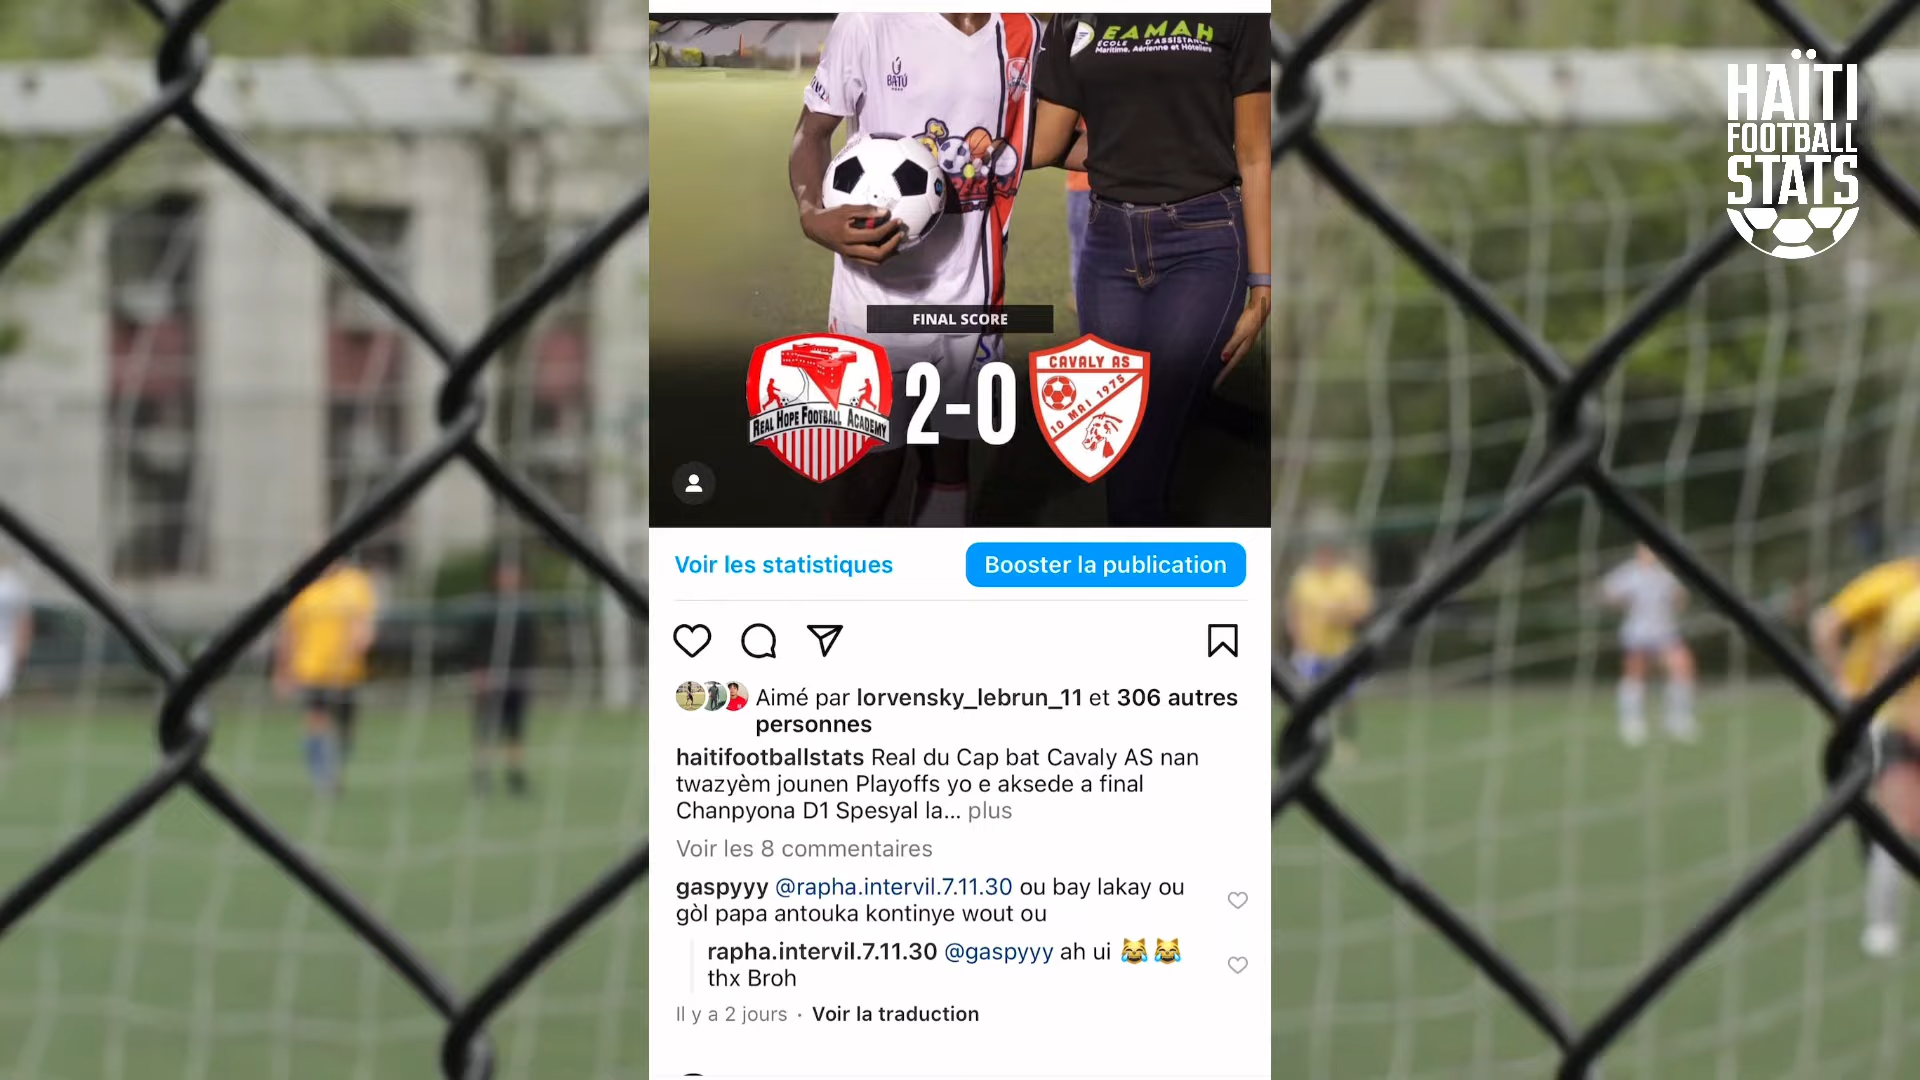 EAMAH
ÉCOLE D'ASSISTANCE
Maritime, Aérienne et Hôtelière
BATÚ
HAÏTI
FOOTBALL
STATS
FINAL SCORE
REAL HOPE FOOTBALL ACADEMY
2-0
CAVALY AS
10 MAI 1975
Voir les statistiques
Booster la publication
Aimé par lorvensky_lebrun_11 et 306 autres
personnes
haitifootballstats Real du Cap bat Cavaly AS nan
twazyèm jounen Playoffs yo e aksede a final
Chanpyona D1 Spesyal la... plus
Voir les 8 commentaires
gaspyyy @rapha.intervil.7.11.30 ou bay lakay ou
gòl papa antouka kontinye wout ou
rapha.intervil.7.11.30 @gaspyyy ah ui 😹 😹
thx Broh
Il y a 2 jours · Voir la traduction